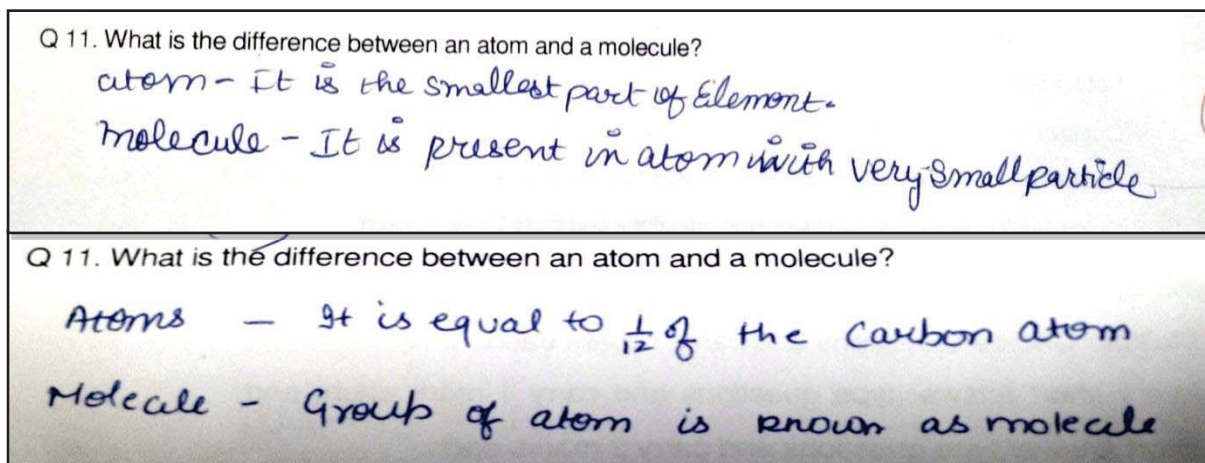 Q 11. What is the difference between an atom and a molecule?
atom - It is the smallest part of Element.
molecule - It is present in atom with very small particle
Q 11. What is the difference between an atom and a molecule?
Atoms - It is equal to 1/12 of the Carbon atom
Molecule - Group of atom is known as molecule